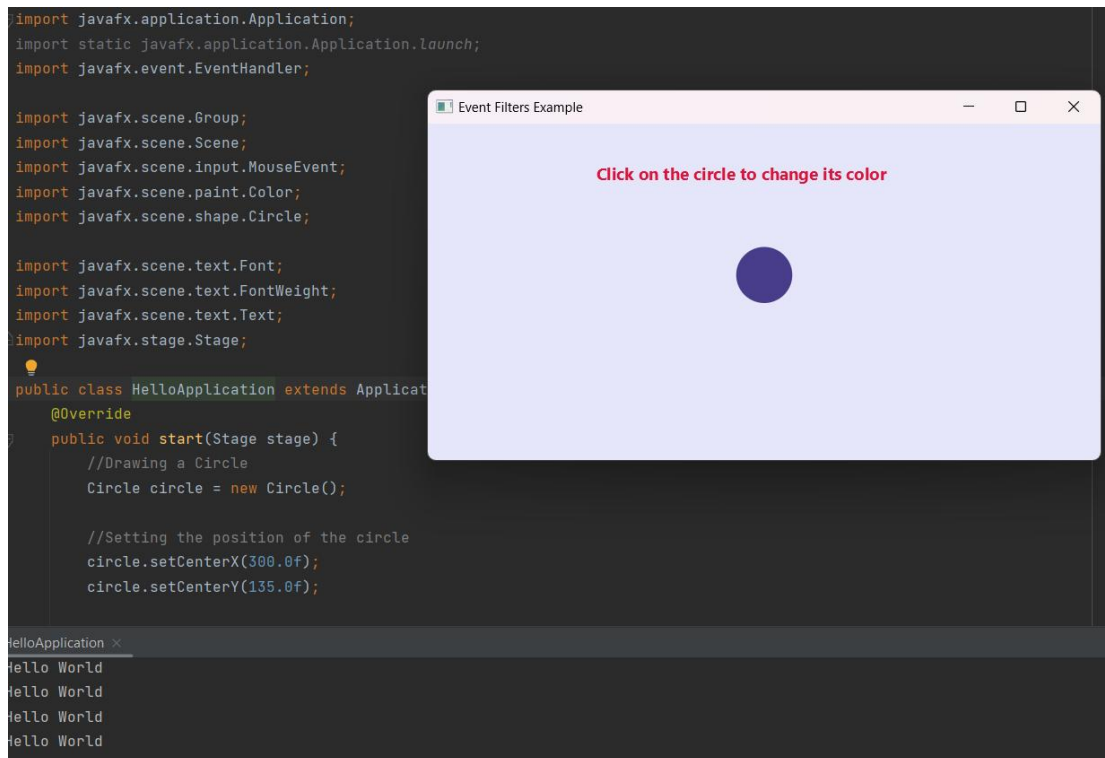 import javafx.application.Application;
import static javafx.application.Application.launch;
import javafx.event.EventHandler;
import javafx.scene.Group;
import javafx.scene.Scene;
import javafx.scene.input.MouseEvent;
import javafx.scene.paint.Color;
import javafx.scene.shape.Circle;
import javafx.scene.text.Font;
import javafx.scene.text.FontWeight;
import javafx.scene.text.Text;
import javafx.stage.Stage;
public class HelloApplication extends Applicat
@Override
public void start(Stage stage) {
//Drawing a Circle
Circle circle = new Circle();
//Setting the position of the circle
circle.setCenterX(300.0f);
circle.setCenterY(135.0f);
Event Filters Example
Click on the circle to change its color
HelloApplication
Hello World
Hello World
Hello World
Hello World